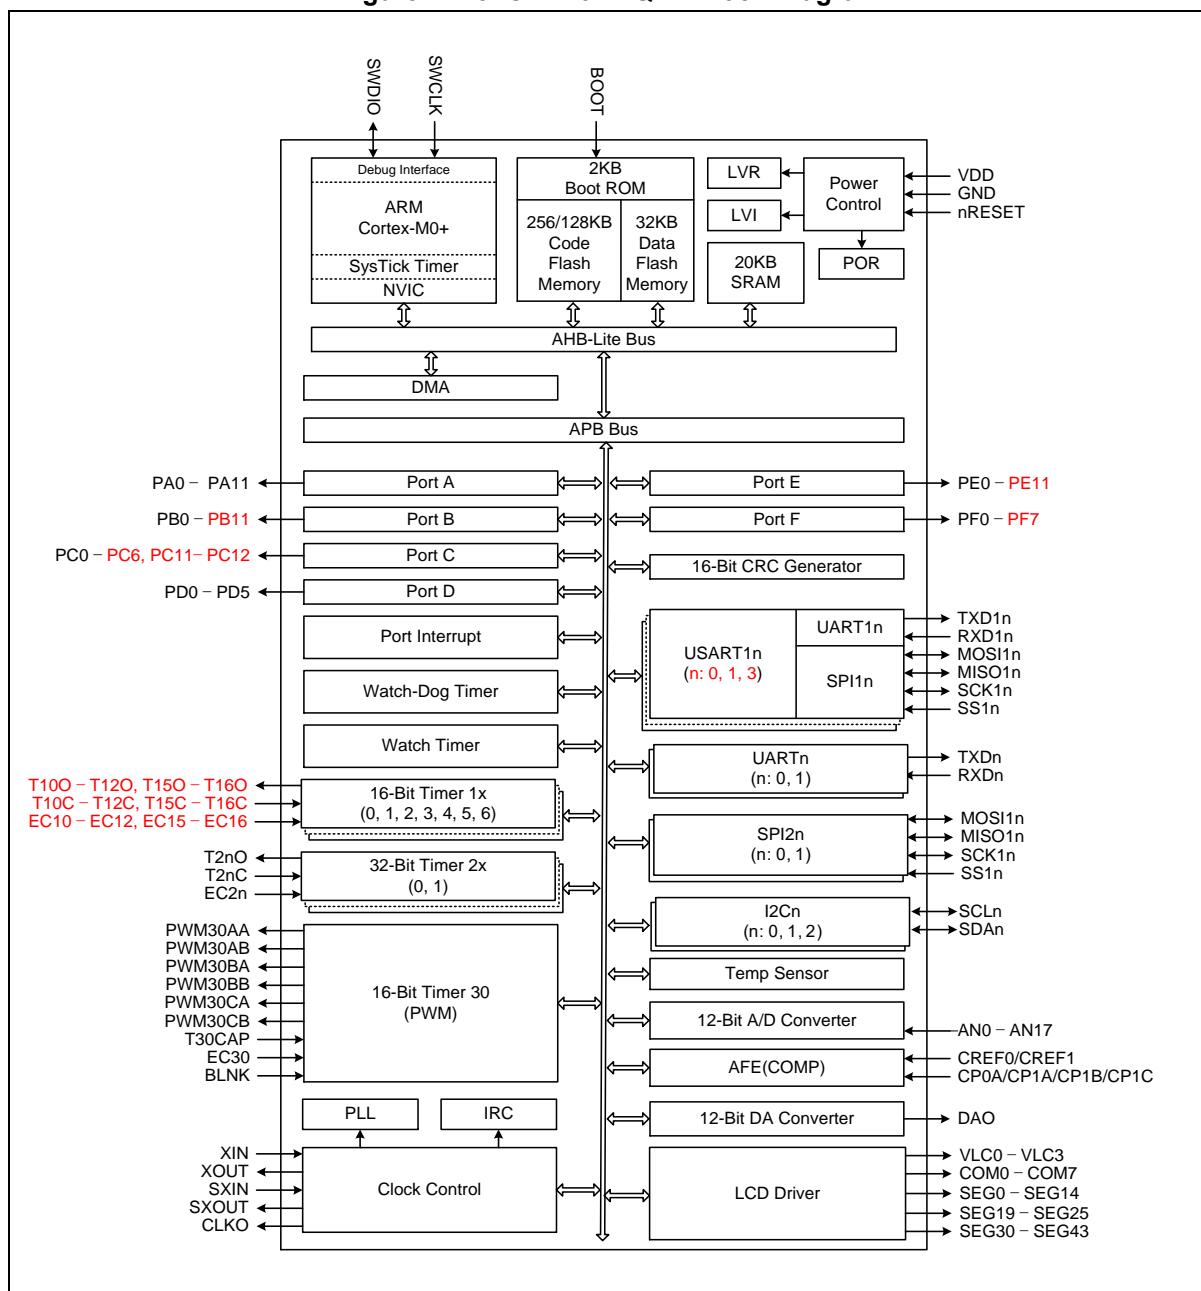 SWDIO
SWCLK
BOOT
Debug Interface
ARM
Cortex-M0+
SysTick Timer
NVIC
2KB
Boot ROM
256/128KB
Code
Flash
Memory
32KB
Data
Flash
Memory
LVR
LVI
Power
Control
VDD
GND
nRESET
POR
20KB
SRAM
AHB-Lite Bus
DMA
APB Bus
PA0 – PA11
Port A
PB0 – PB11
Port B
PC0 – PC6, PC11– PC12
Port C
PD0 – PD5
Port D
Port Interrupt
Watch-Dog Timer
Watch Timer
T10O – T12O, T15O – T16O
T10C – T12C, T15C – T16C
EC10 – EC12, EC15 – EC16
16-Bit Timer 1x
(0, 1, 2, 3, 4, 5, 6)
T2nO
T2nC
EC2n
32-Bit Timer 2x
(0, 1)
PWM30AA
PWM30AB
PWM30BA
PWM30BB
PWM30CA
PWM30CB
T30CAP
EC30
BLNK
16-Bit Timer 30
(PWM)
PLL
IRC
XIN
XOUT
SXIN
SXOUT
CLKO
Clock Control
Port E
PE0 – PE11
Port F
PF0 – PF7
16-Bit CRC Generator
USART1n
(n: 0, 1, 3)
UART1n
SPI1n
TXD1n
RXD1n
MOSI1n
MISO1n
SCK1n
SS1n
UARTn
(n: 0, 1)
TXDn
RXDn
SPI2n
(n: 0, 1)
MOSI1n
MISO1n
SCK1n
SS1n
I2Cn
(n: 0, 1, 2)
SCLn
SDAn
Temp Sensor
12-Bit A/D Converter
AN0 – AN17
AFE(COMP)
CREF0/CREF1
CP0A/CP1A/CP1B/CP1C
12-Bit DA Converter
DAO
LCD Driver
VLC0 – VLC3
COM0 – COM7
SEG0 – SEG14
SEG19 – SEG25
SEG30 – SEG43